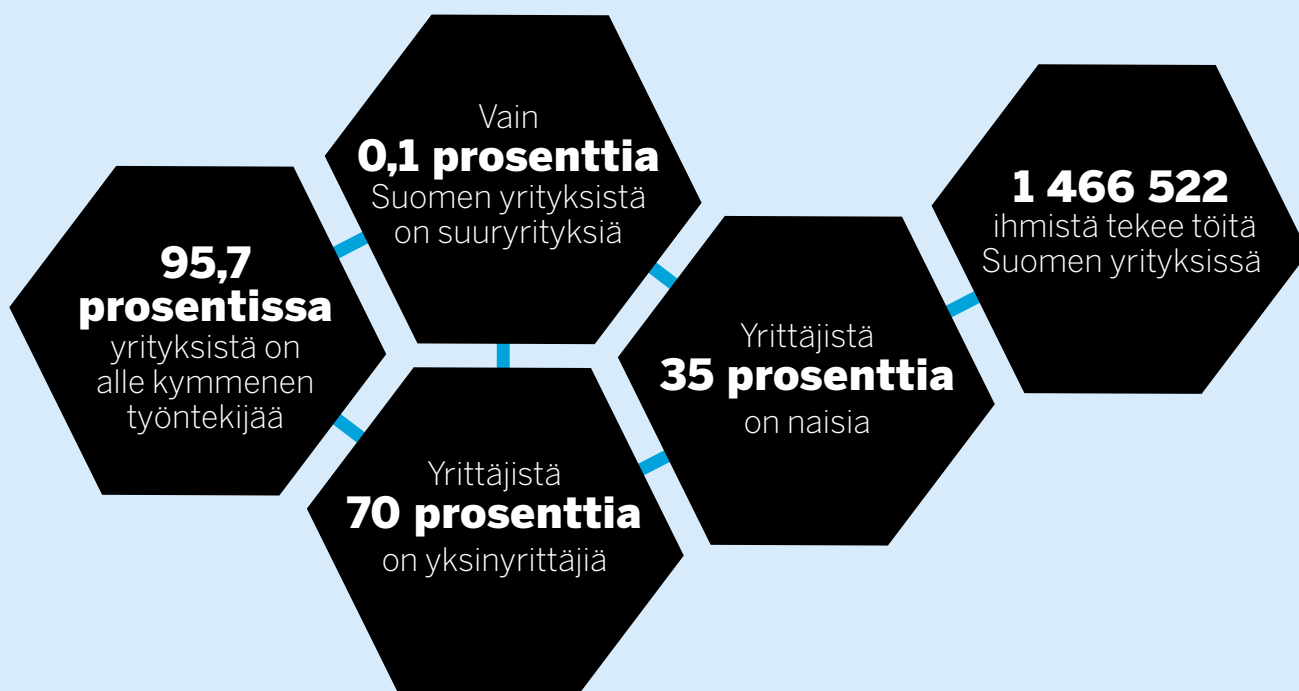 95,7
prosentissa
yrityksistä on
alle kymmenen
työntekijää
Vain
0,1 prosenttia
Suomen yrityksistä
on suuryrityksiä
Yrittäjistä
70 prosenttia
on yksinyrittäjiä
Yrittäjistä
35 prosenttia
on naisia
1 466 522
ihmistä tekee töitä
Suomen yrityksissä